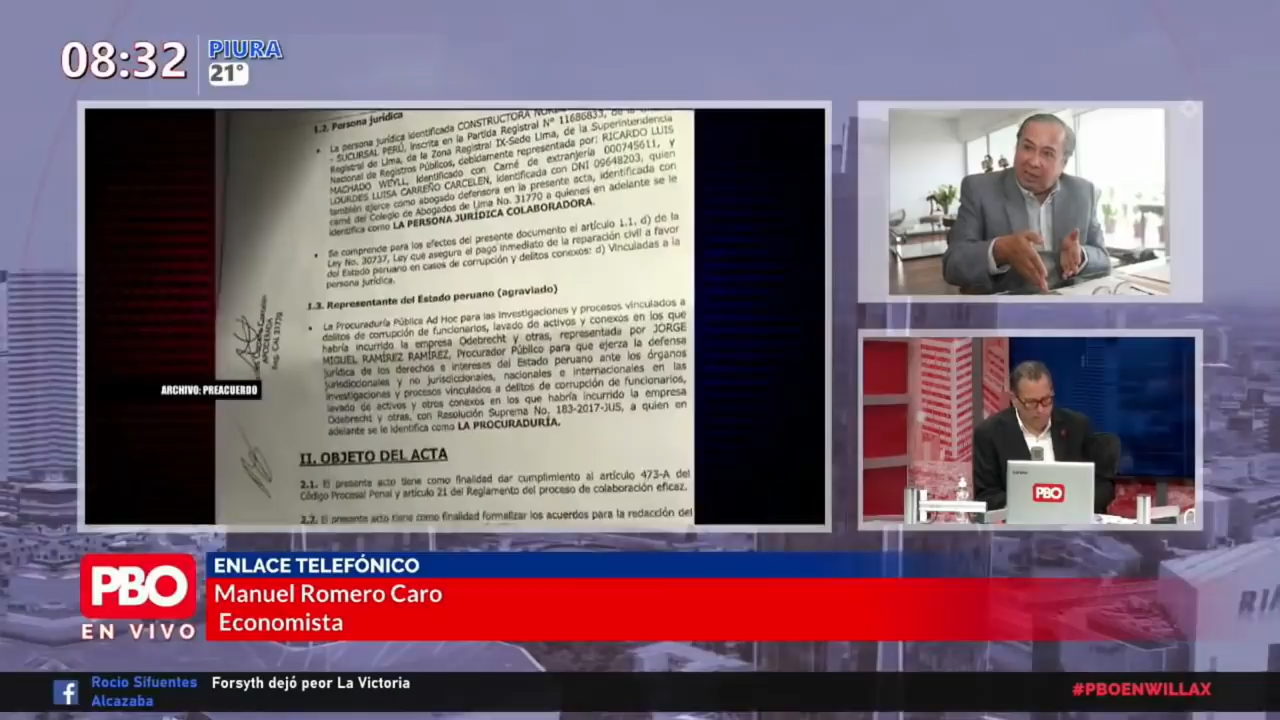 08:32
PIURA
21°
1.2. Persona jurídica
La persona jurídica identificada CONSTRUCTORA
- SUCURSAL PERÚ, inscrita en la Partida Registral N° 11686833, de la
Registral de Lima, de la Zona Registral IX-Sede Lima, de la Superintendencia
Nacional de Registros Públicos, debidamente representada por: RICARDO LUIS
MACHADO WEYLL, identificado con Carné de extranjería 000745611, y
LOURDES LUISA CARREÑO CARCELEN, identificada con DNI 09648203, quien
también ejerce como abogado defensora en la presente acta, identificada con
carné del Colegio de Abogados de Lima No. 31770 a quienes en adelante se le
identifica como LA PERSONA JURÍDICA COLABORADORA.
Se comprende para los efectos del presente documento el artículo 1.1, d) de la
Ley No. 30737, Ley que asegure el pago inmediato de la reparación civil a favor
del Estado peruano en casos de corrupción y delitos conexos: d) Vinculadas a la
persona jurídica.
1.3. Representante del Estado peruano (agraviado)
La Procuraduría Pública Ad Hoc para las investigaciones y procesos vinculados a
delitos de corrupción de funcionarios, lavado de activos y conexos en los que
habría incurrido la empresa Odebrecht y otras, representada por JORGE
MIGUEL RAMÍREZ RAMÍREZ, Procurador Público para que ejerza la defensa
jurídica de los derechos e intereses del Estado peruano ante los órganos
jurisdiccionales y no jurisdiccionales, nacionales e internacionales en las
investigaciones y procesos vinculados a delitos de corrupción de funcionarios,
lavado de activos y otros conexos en los que habría incurrido la empresa
Odebrecht y otras, con Resolución Suprema No. 183-2017-JUS, a quien en
adelante se le identifica como LA PROCURADURÍA.
ARCHIVO: PREACUERDO
II. OBJETO DEL ACTA
2.1. El presente acto tiene como finalidad dar cumplimiento al artículo 473-A del
Código Procesal Penal y artículo 21 del Reglamento del proceso de colaboración eficaz.
2.2. El presente acto tiene como finalidad formalizar los acuerdos para la redacción del
PBO
PBO
EN VIVO
ENLACE TELEFÓNICO
Manuel Romero Caro
Economista
Rocio Sifuentes
Alcazaba
Forsyth dejó peor La Victoria
#PBOENWILLAX